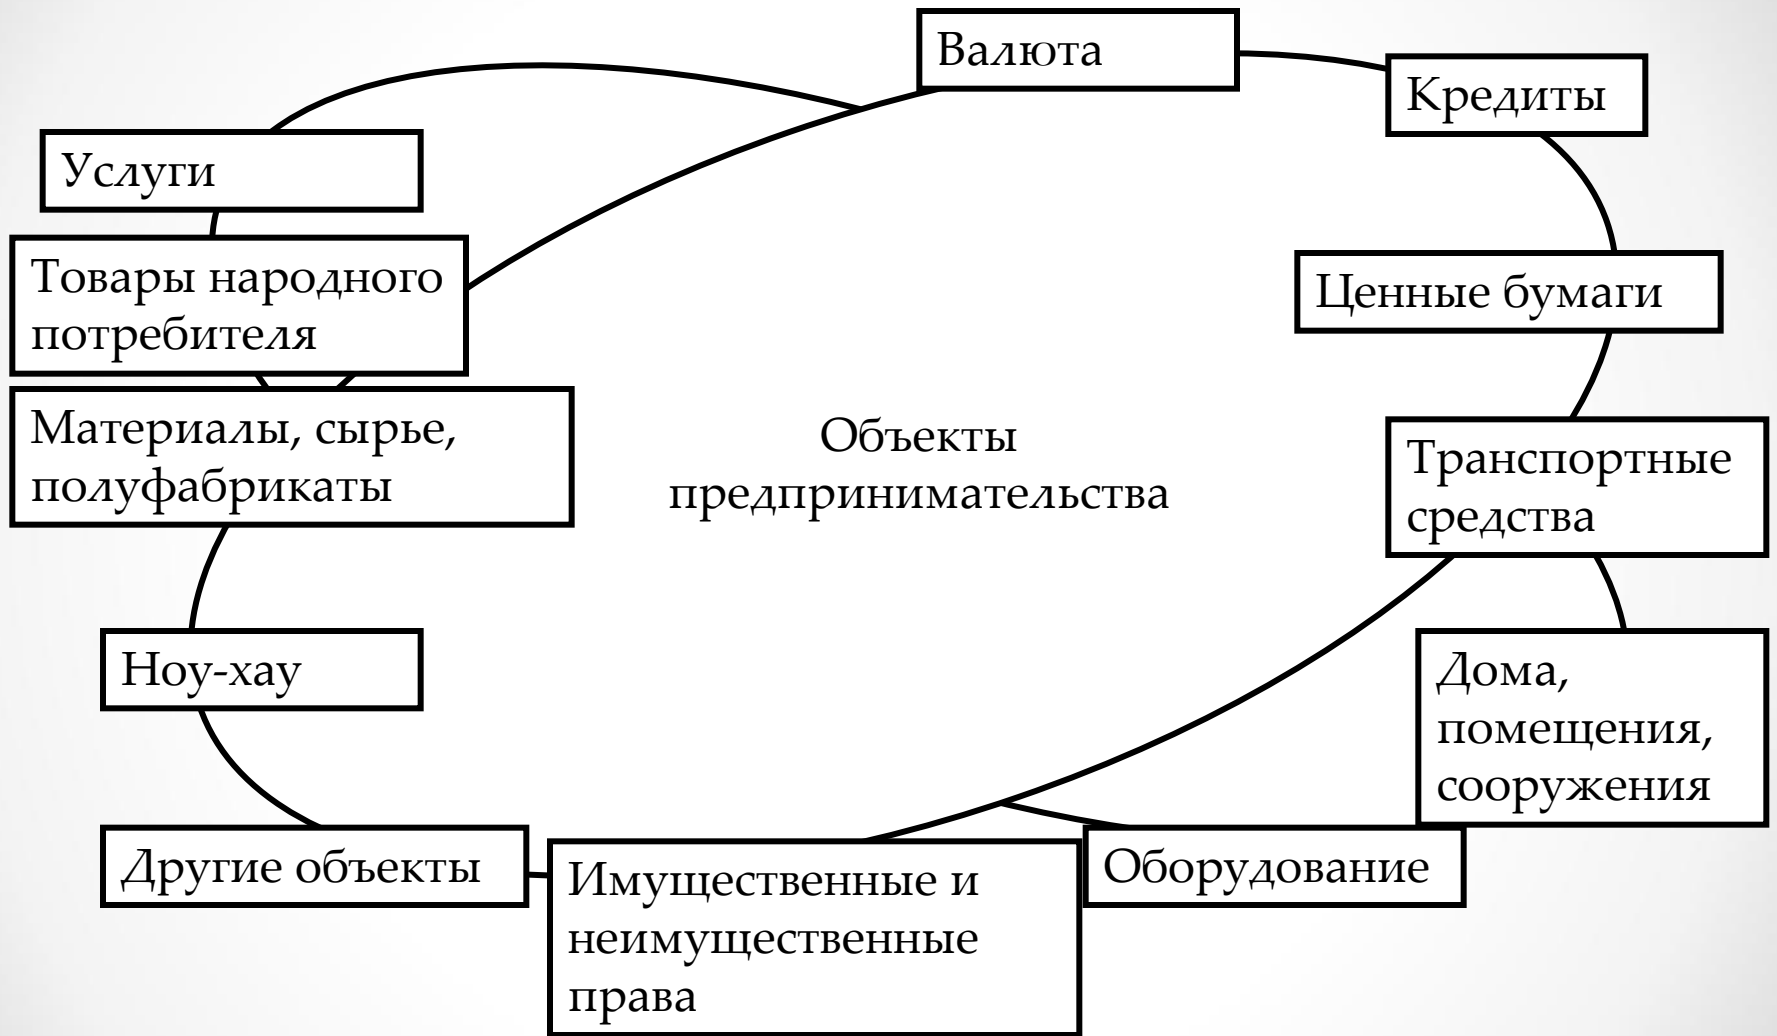 Валюта
Кредиты
Услуги
Товары народного
потребителя
Ценные бумаги
Материалы, сырье,
полуфабрикаты
Объекты
предпринимательства
Транспортные
средства
Ноу-хау
Дома,
помещения,
сооружения
Другие объекты
Имущественные и
неимущественные
права
Оборудование